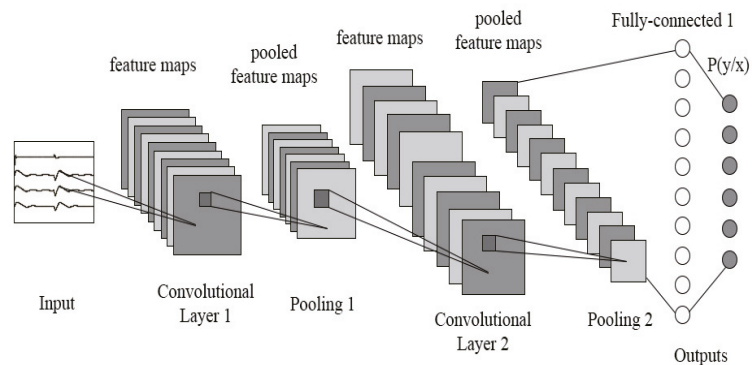 feature maps
pooled
feature maps
feature maps
pooled
feature maps
Fully-connected 1
P(y/x)
Input
Convolutional
Layer 1
Pooling 1
Convolutional
Layer 2
Pooling 2
Outputs